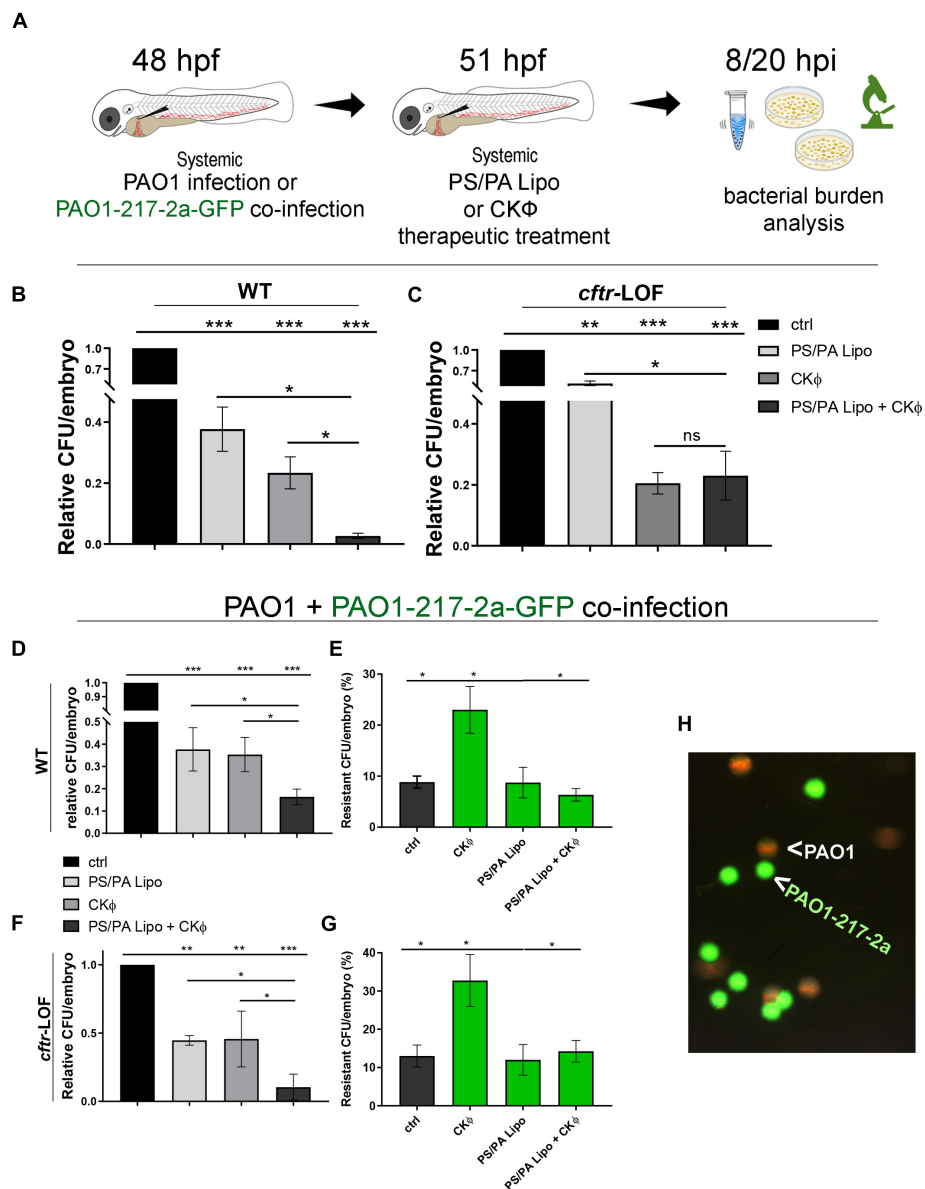 A
48 hpf
51 hpf
8/20 hpi
Systemic
PAO1 infection or
PAO1-217-2a-GFP co-infection
Systemic
PS/PA Lipo
or CKΦ
therapeutic treatment
bacterial burden
analysis
B
WT
*** *** ***
*
*
Relative CFU/embryo
1.0
0.7
0.4
0.2
0.0
C
cftr-LOF
** *** ***
*
ns
Relative CFU/embryo
1.0
0.7
0.4
0.2
0.0
ctrl
PS/PA Lipo
CKϕ
PS/PA Lipo + CKϕ
PAO1 + PAO1-217-2a-GFP co-infection
D
WT
*** *** ***
*
*
relative CFU/embryo
1.0
0.9
0.5
0.4
0.3
0.2
0.1
0.0
E
* * *
Resistant CFU/embryo (%)
30
20
10
0
ctrl
CKϕ
PS/PA Lipo
PS/PA Lipo + CKϕ
ctrl
PS/PA Lipo
CKϕ
PS/PA Lipo + CKϕ
F
cftr-LOF
** ** ***
*
*
Relative CFU/embryo
1.0
0.5
0.0
G
* * *
Resistant CFU/embryo (%)
40
30
20
10
0
ctrl
CKϕ
PS/PA Lipo
PS/PA Lipo + CKϕ
H
<PAO1
<PAO1-217-2a